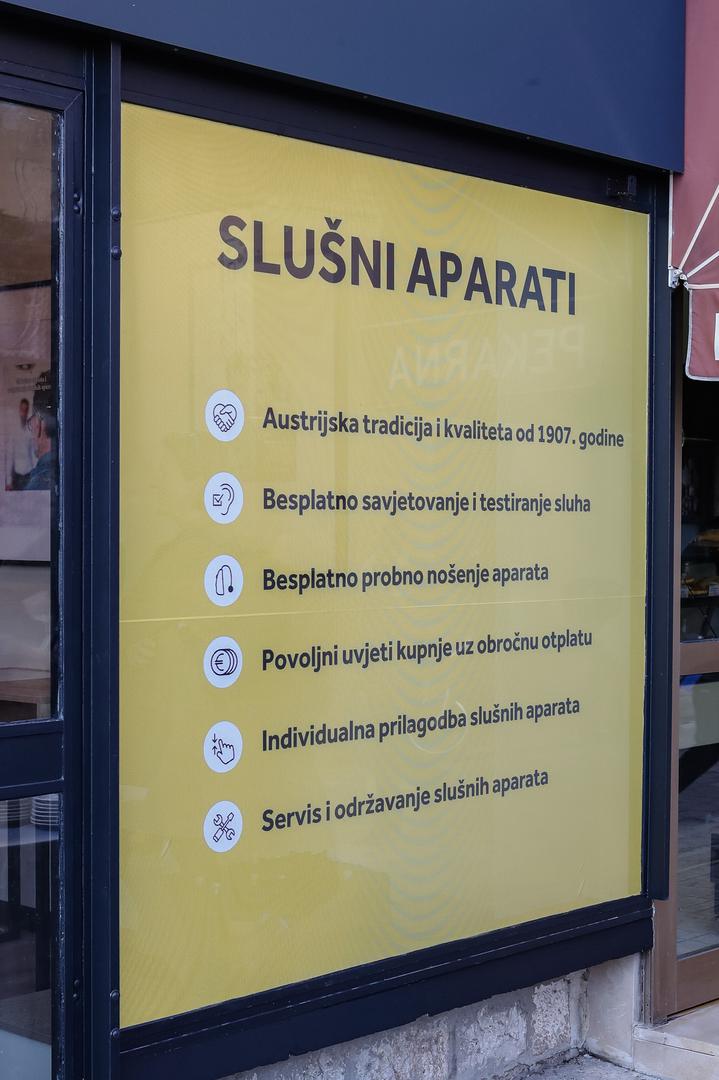 SLUŠNI APARATI
PEKARNA
Austrijska tradicija i kvaliteta od 1907. godine
Besplatno savjetovanje i testiranje sluha
Besplatno probno nošenje aparata
Povoljni uvjeti kupnje uz obročnu otplatu
Individualna prilagodba slušnih aparata
Servis i održavanje slušnih aparata